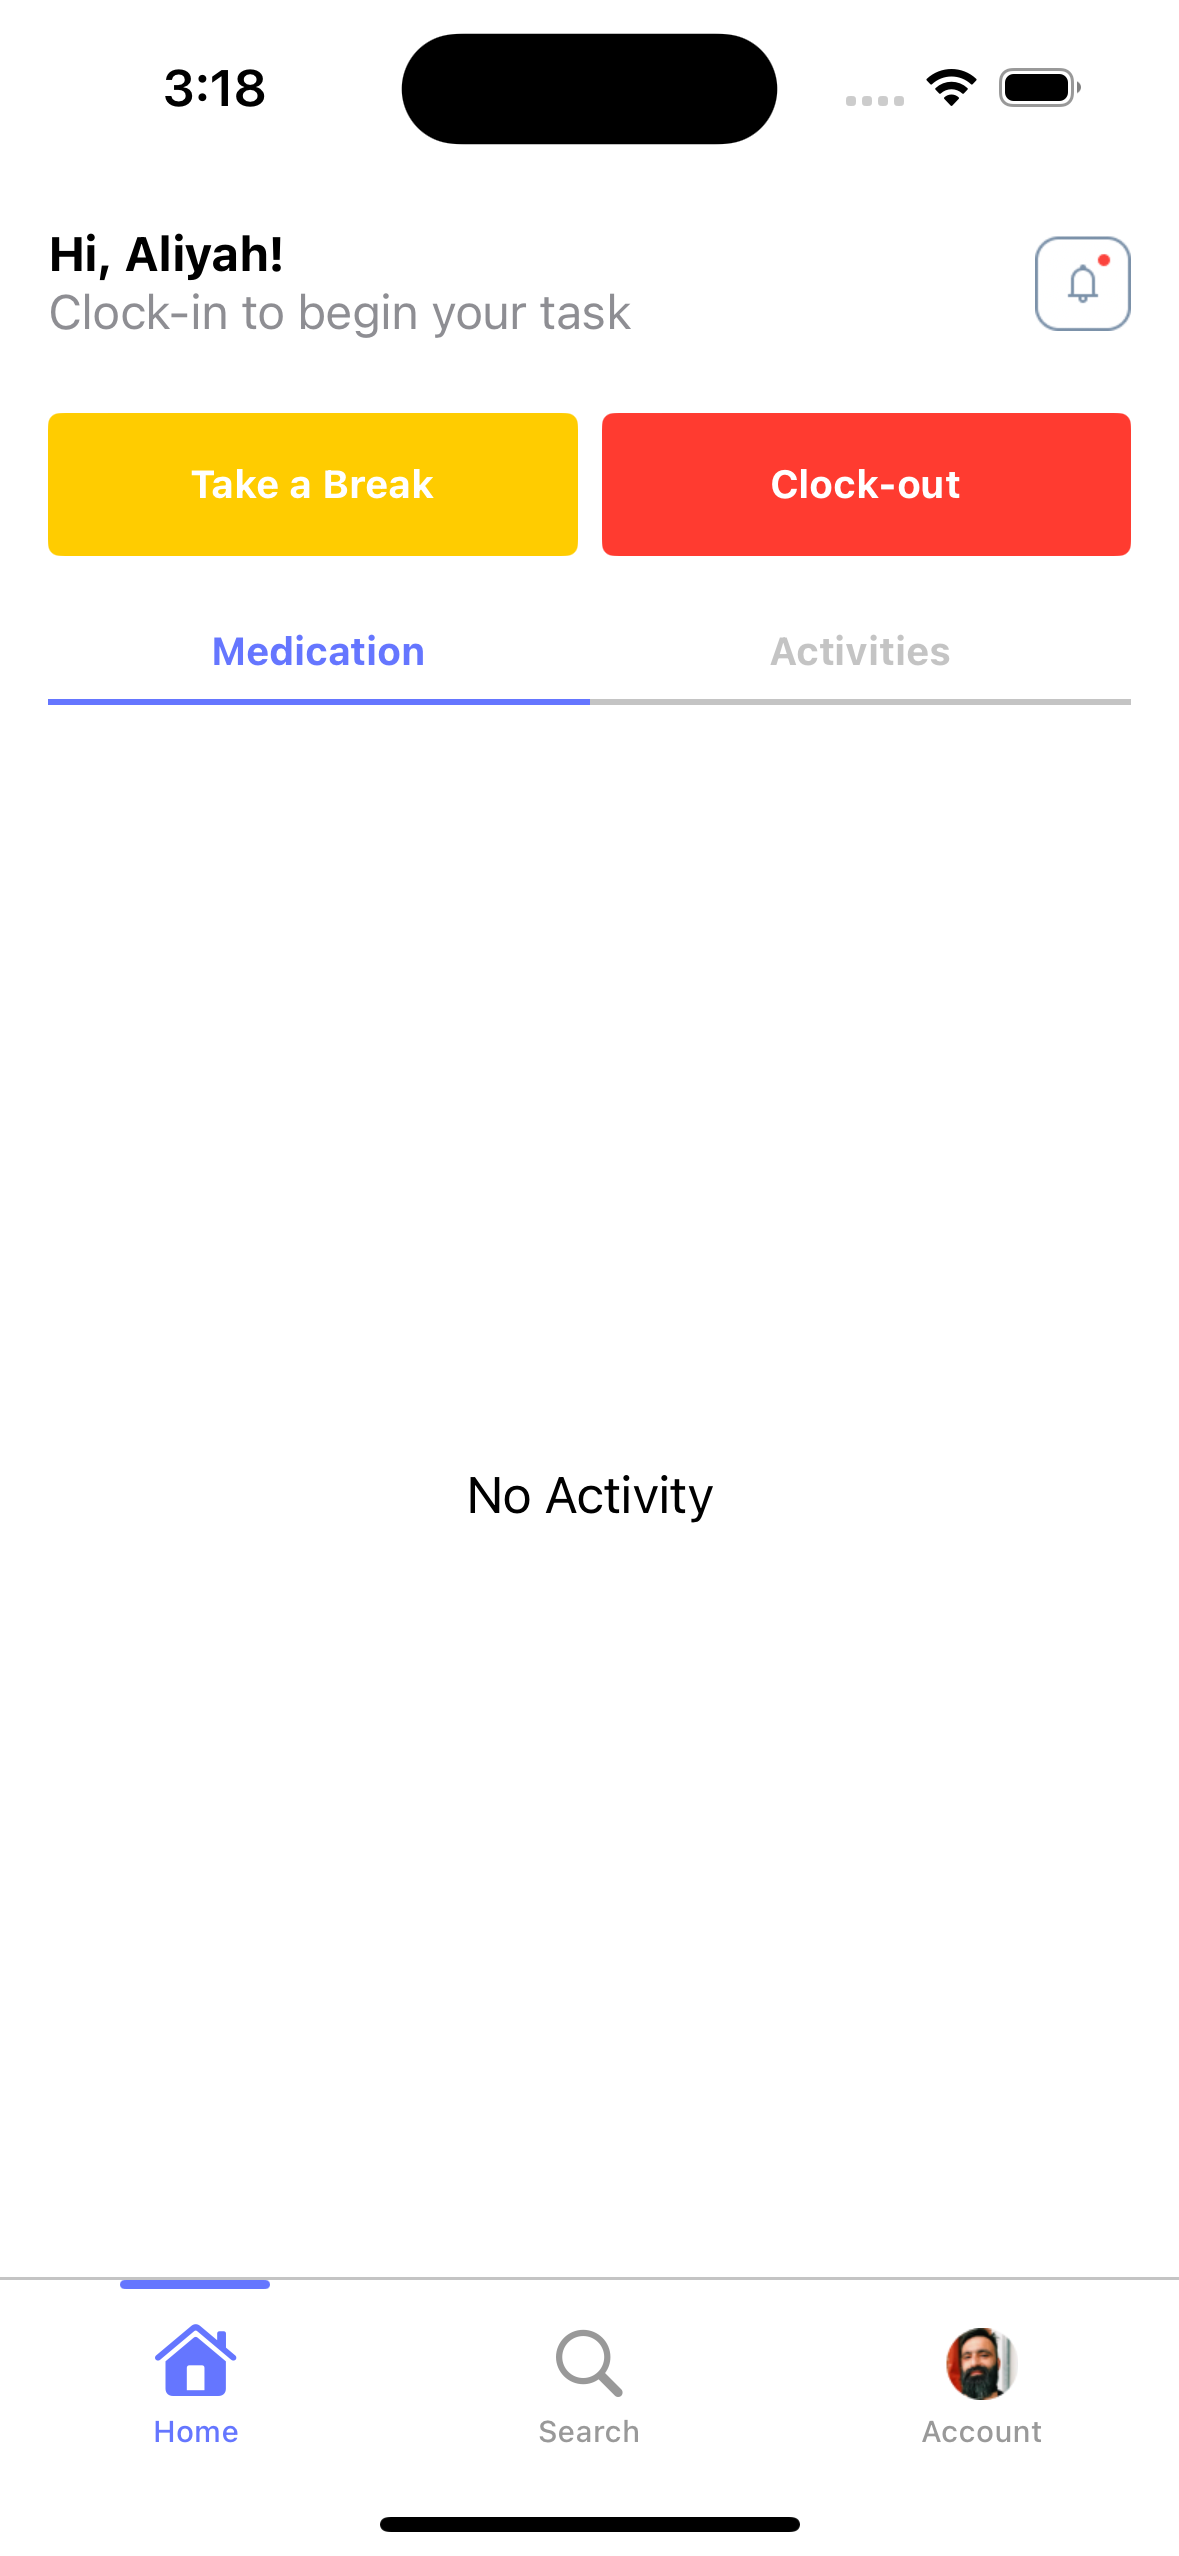 3:18
Hi, Aliyah!
Clock-in to begin your task
Take a Break
Clock-out
Medication
Activities
No Activity
Home
Search
Account